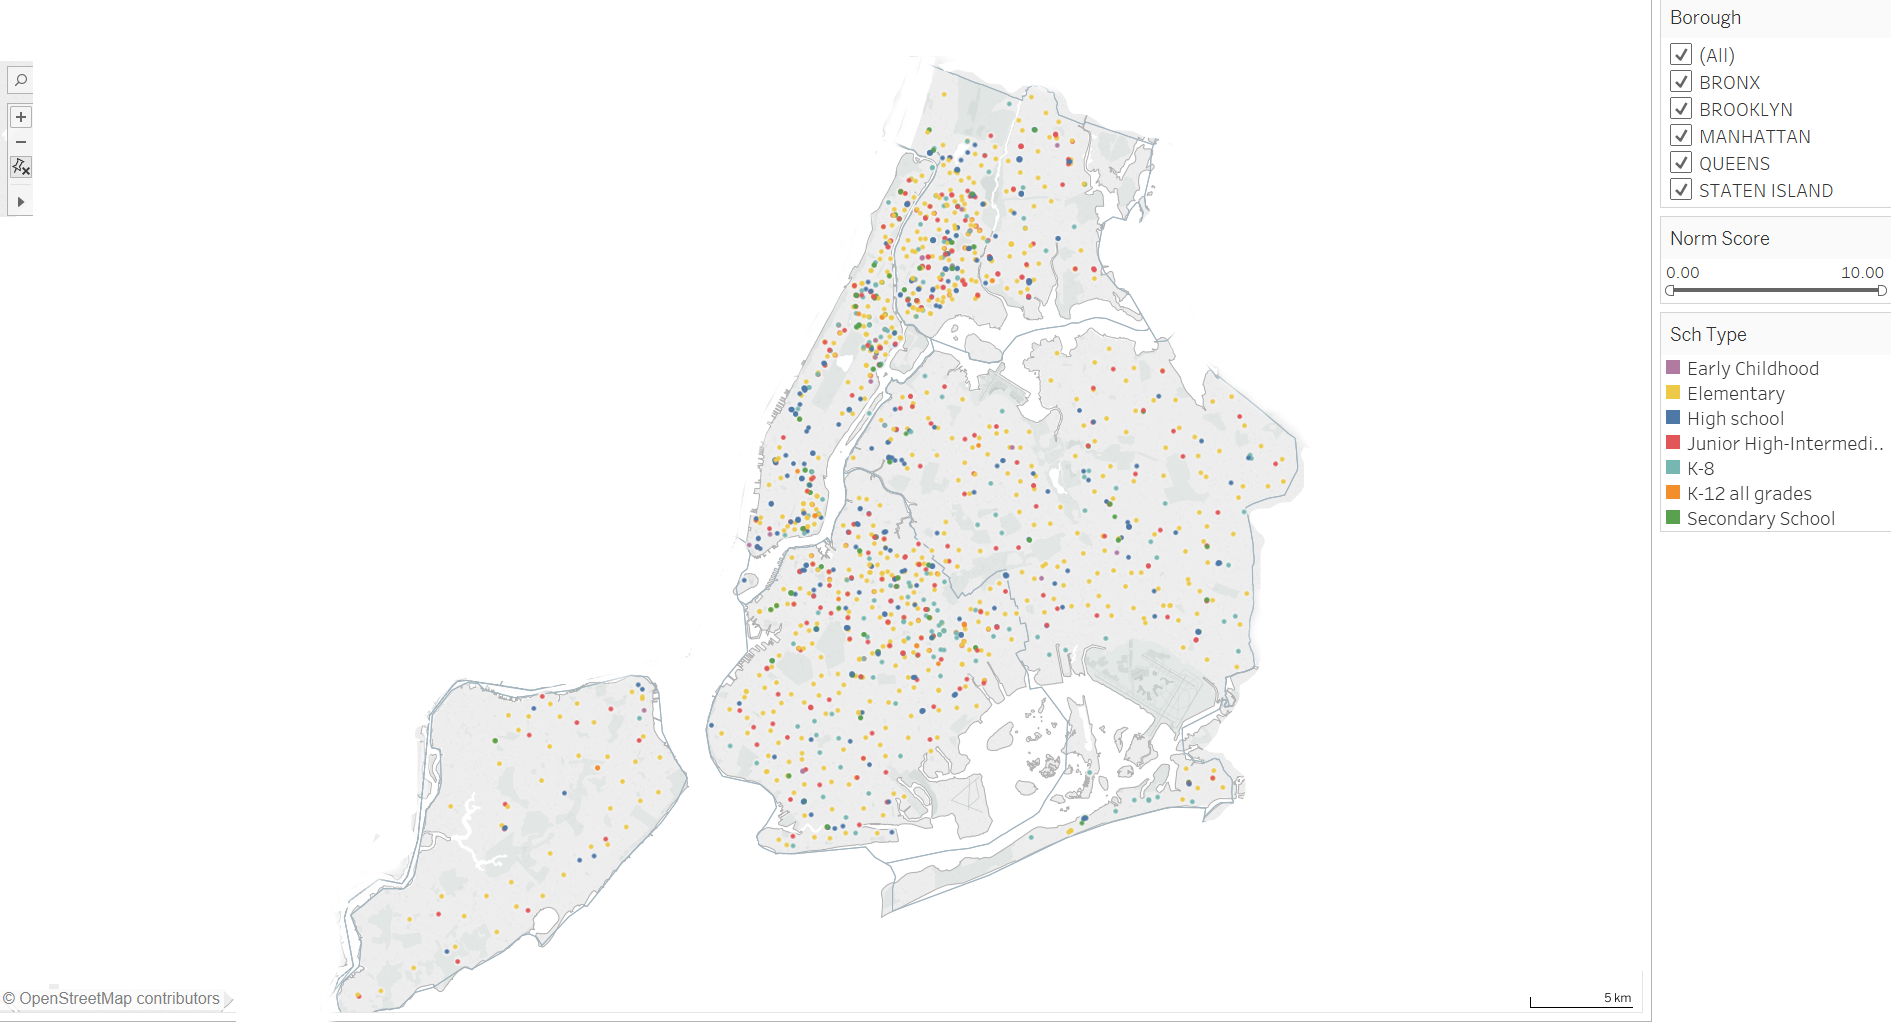 Borough
(All)
BRONX
BROOKLYN
MANHATTAN
QUEENS
STATEN ISLAND
Norm Score
0.00 10.00
Sch Type
Early Childhood
Elementary
High school
Junior High-Intermedi..
K-8
K-12 all grades
Secondary School
© OpenStreetMap contributors
5 km